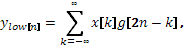 y_{low[n]} = \sum_{k=-\infty}^{\infty} x[k]g[2n-k],